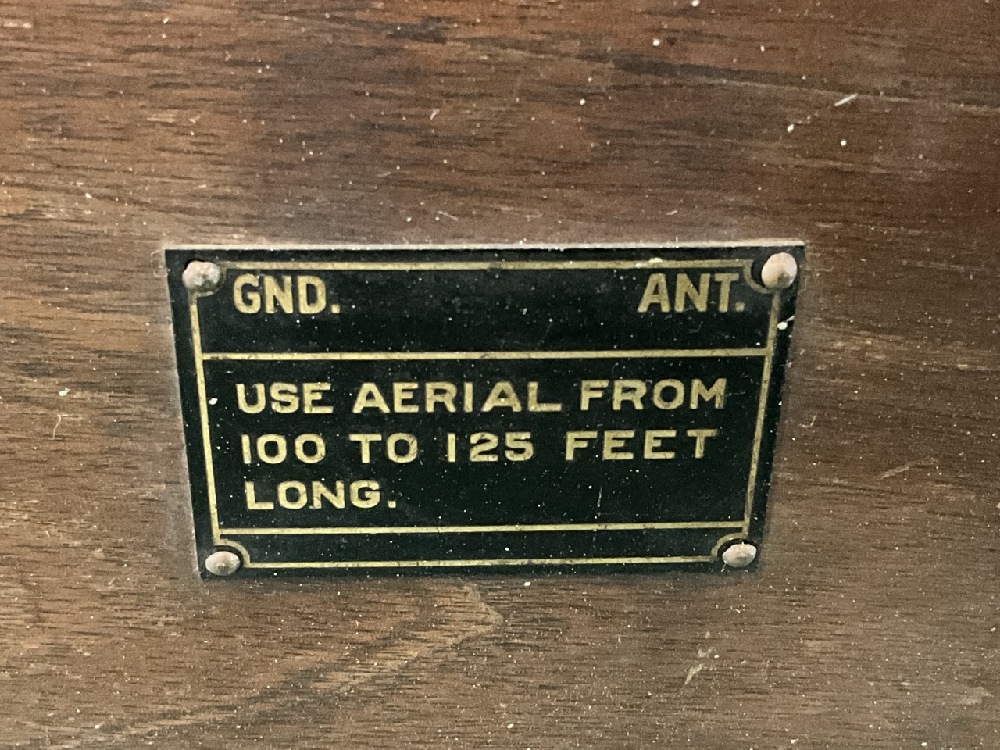 GND. ANT.
USE AERIAL FROM
100 TO 125 FEET
LONG.